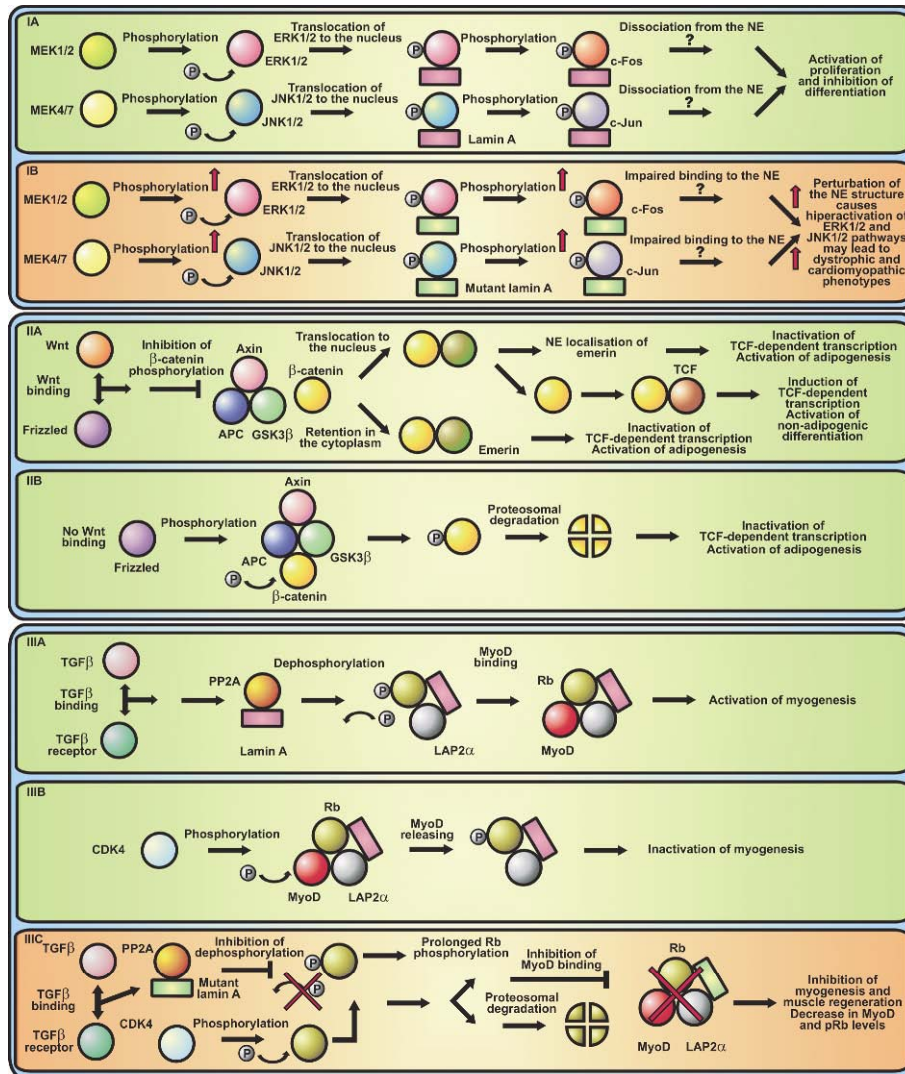 IA
MEK1/2
Phosphorylation
P
ERK1/2
Translocation of
ERK1/2 to the nucleus
P
Phosphorylation
P
c-Fos
Dissociation from the NE
?
MEK4/7
Phosphorylation
P
JNK1/2
Translocation of
JNK1/2 to the nucleus
P
Lamin A
Phosphorylation
P
c-Jun
Dissociation from the NE
?
Activation of
proliferation
and inhibition of
differentiation
IB
MEK1/2
Phosphorylation
P
ERK1/2
Translocation of
ERK1/2 to the nucleus
P
Phosphorylation
P
c-Fos
Impaired binding to the NE
?
MEK4/7
Phosphorylation
P
JNK1/2
Translocation of
JNK1/2 to the nucleus
P
Mutant lamin A
Phosphorylation
P
c-Jun
Impaired binding to the NE
?
Perturbation of
the NE structure
causes
hiperactivation of
ERK1/2 and
JNK1/2 pathways
may lead to
dystrophic and
cardiomyopathic
phenotypes
IIA
Wnt
Wnt
binding
Frizzled
Inhibition of
β-catenin
phosphorylation
Axin
APC
GSK3β
β-catenin
Translocation to
the nucleus
Retention in
the cytoplasm
Emerin
NE localisation of
emerin
Inactivation of
TCF-dependent transcription
Activation of adipogenesis
TCF
Induction of
TCF-dependent
transcription
Activation of
non-adipogenic
differentiation
Inactivation of
TCF-dependent transcription
Activation of adipogenesis
IIB
No Wnt
binding
Frizzled
Phosphorylation
Axin
APC
GSK3β
P
β-catenin
P
Proteosomal
degradation
Inactivation of
TCF-dependent transcription
Activation of adipogenesis
IIIA
TGFβ
TGFβ
binding
TGFβ
receptor
PP2A
Lamin A
Dephosphorylation
P
P
LAP2α
MyoD
binding
Rb
MyoD
Activation of myogenesis
IIIB
CDK4
Phosphorylation
P
Rb
MyoD
LAP2α
MyoD
releasing
P
Inactivation of myogenesis
IIIC
TGFβ
TGFβ
binding
TGFβ
receptor
PP2A
Mutant
lamin A
Inhibition of
dephosphorylation
P
P
CDK4
Phosphorylation
P
Prolonged Rb
phosphorylation
Inhibition of
MyoD binding
Proteosomal
degradation
Rb
MyoD
LAP2α
Inhibition of
myogenesis and
muscle regeneration
Decrease in MyoD
and pRb levels